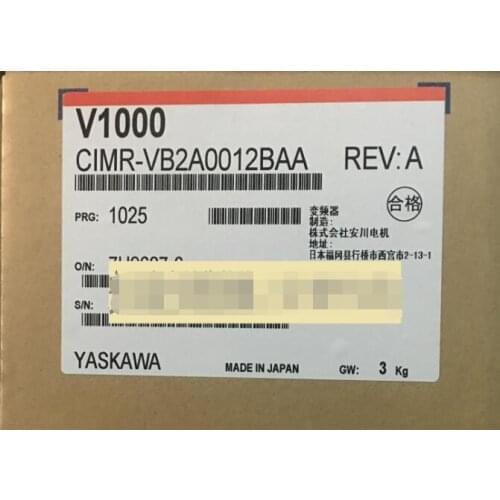 V1000
CIMR-VB2A0012BAA REV: A
PRG: 1025
合格
变频器
制造:
株式会社安川电机
地址:
日本福冈县行桥市西宫市2-13-1
O/N:
S/N:
YASKAWA MADE IN JAPAN GW: 3 Kg